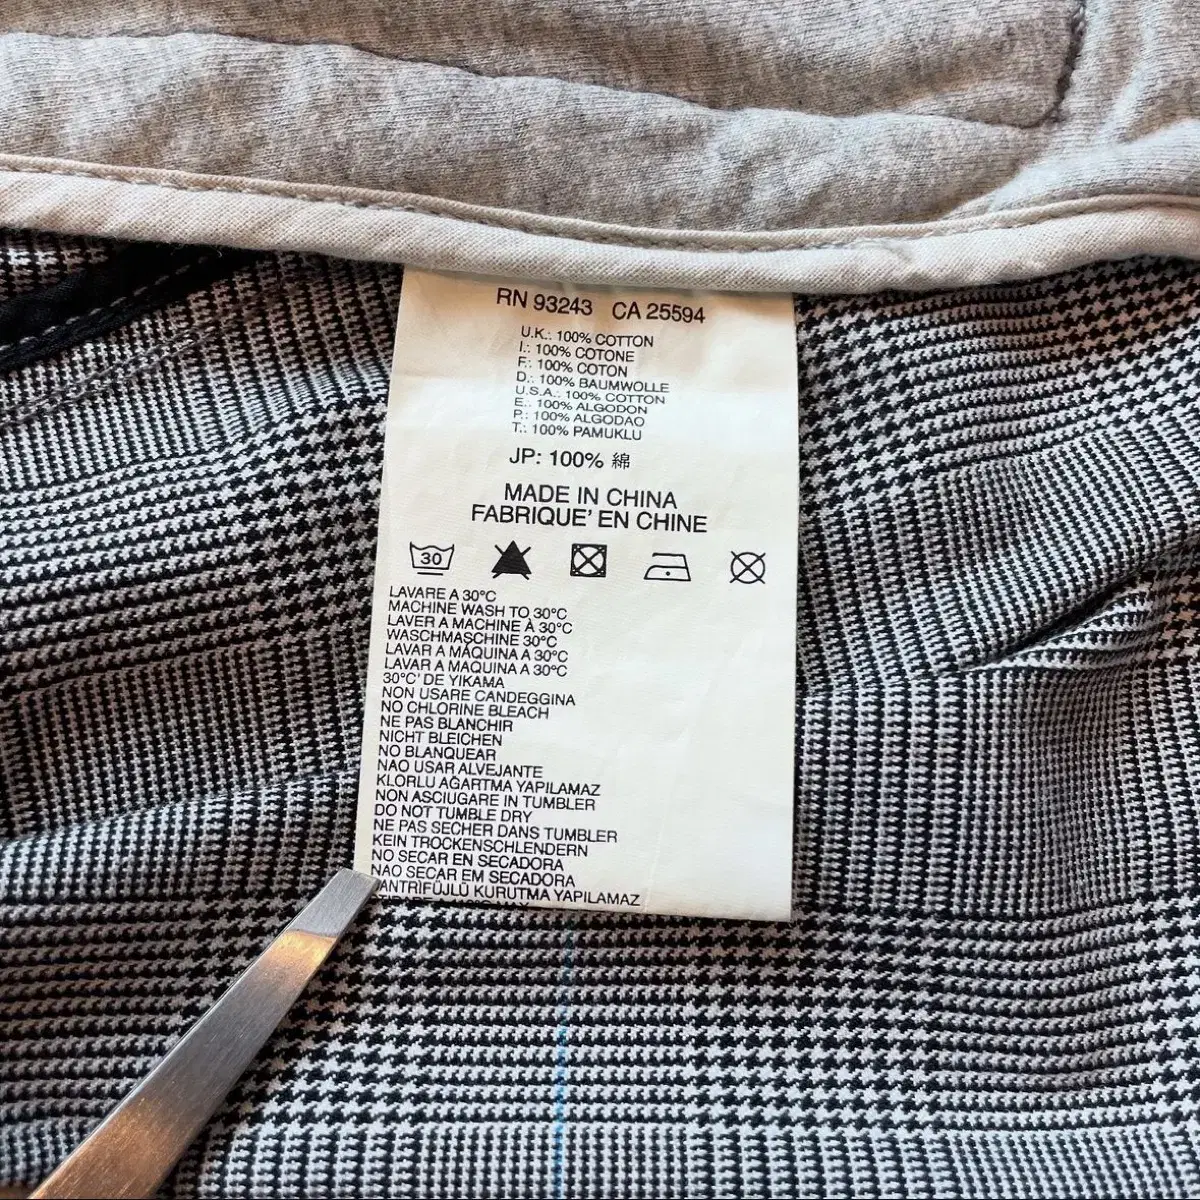 RN 93243 CA 25594
U.K.: 100% COTTON
I.: 100% COTONE
F.: 100% COTON
D.: 100% BAUMWOLLE
U.S.A.: 100% COTTON
E.: 100% ALGODON
P.: 100% ALGODAO
T.: 100% PAMUKLU
JP: 100% 綿
MADE IN CHINA
FABRIQUE' EN CHINE
30
LAVARE A 30°C
MACHINE WASH TO 30°C
LAVER A MACHINE À 30°C
WASCHMASCHINE 30°C
LAVAR A MÁQUINA A 30°C
LAVAR A MAQUINA A 30°C
30°C' DE YIKAMA
NON USARE CANDEGGINA
NO CHLORINE BLEACH
NE PAS BLANCHIR
NICHT BLEICHEN
NO BLANQUEAR
NAO USAR ALVEJANTE
KLORLU AĞARTMA YAPILAMAZ
NON ASCIUGARE IN TUMBLER
DO NOT TUMBLE DRY
NE PAS SECHER DANS TUMBLER
KEIN TROCKENSCHLENDERN
NO SECAR EN SECADORA
NAO SECAR EM SECADORA
KURUTMA YAPILAMAZ